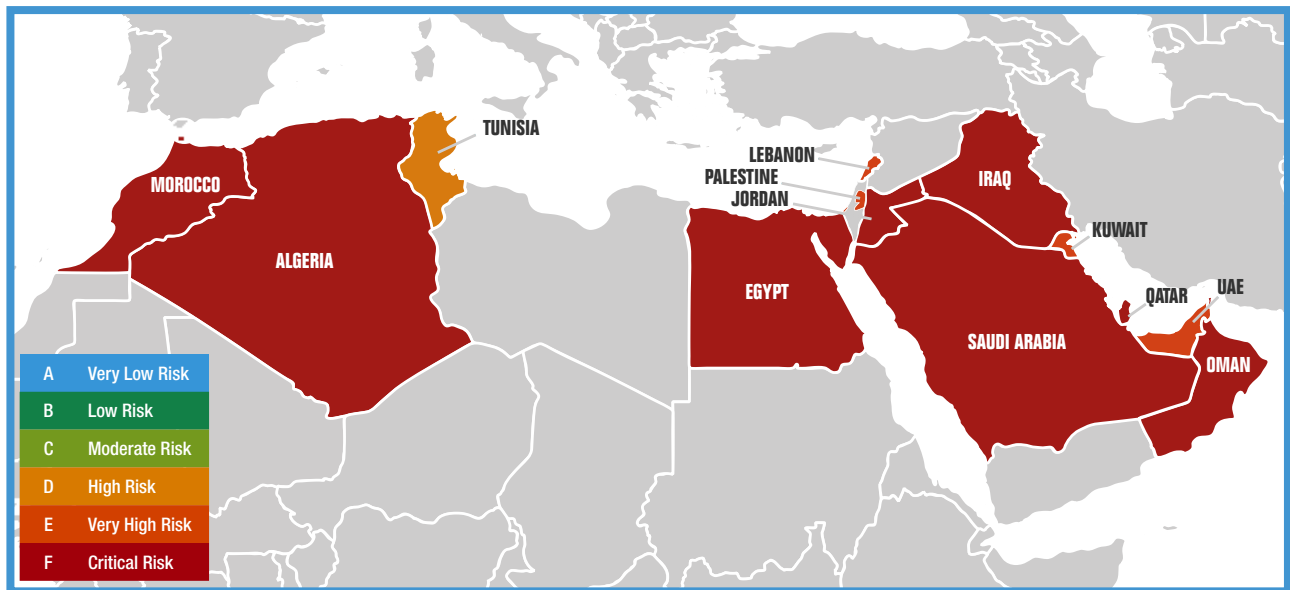 TUNISIA
LEBANON
PALESTINE
JORDAN
MOROCCO
IRAQ
KUWAIT
ALGERIA
EGYPT
QATAR
UAE
SAUDI ARABIA
OMAN
A Very Low Risk
B Low Risk
C Moderate Risk
D High Risk
E Very High Risk
F Critical Risk